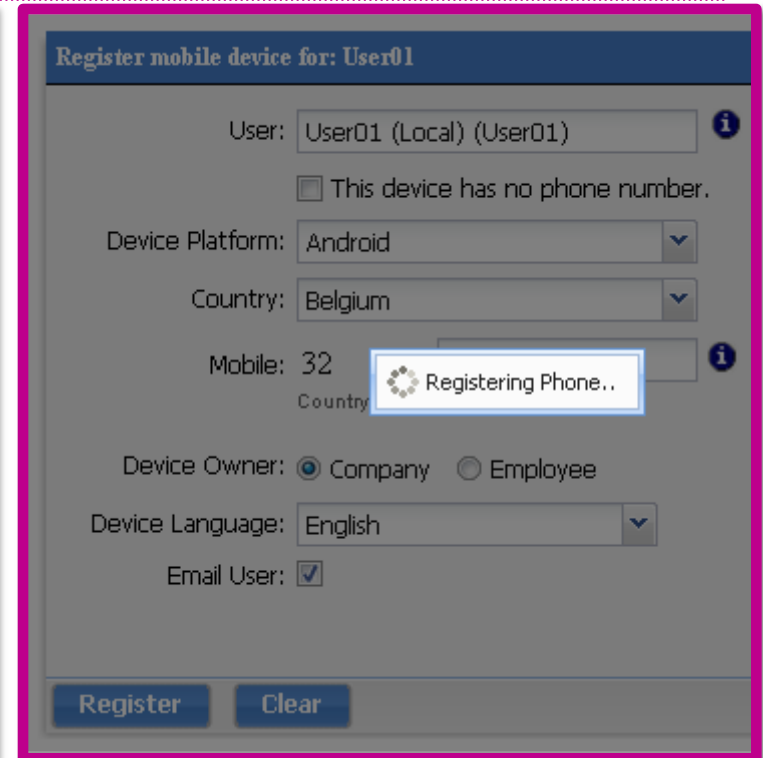 Register mobile device for: User01
User: User01 (Local) (User01)
This device has no phone number.
Device Platform: Android
Country: Belgium
Mobile: 32
Registering Phone..
Country
Device Owner: Company Employee
Device Language: English
Email User:
Register Clear